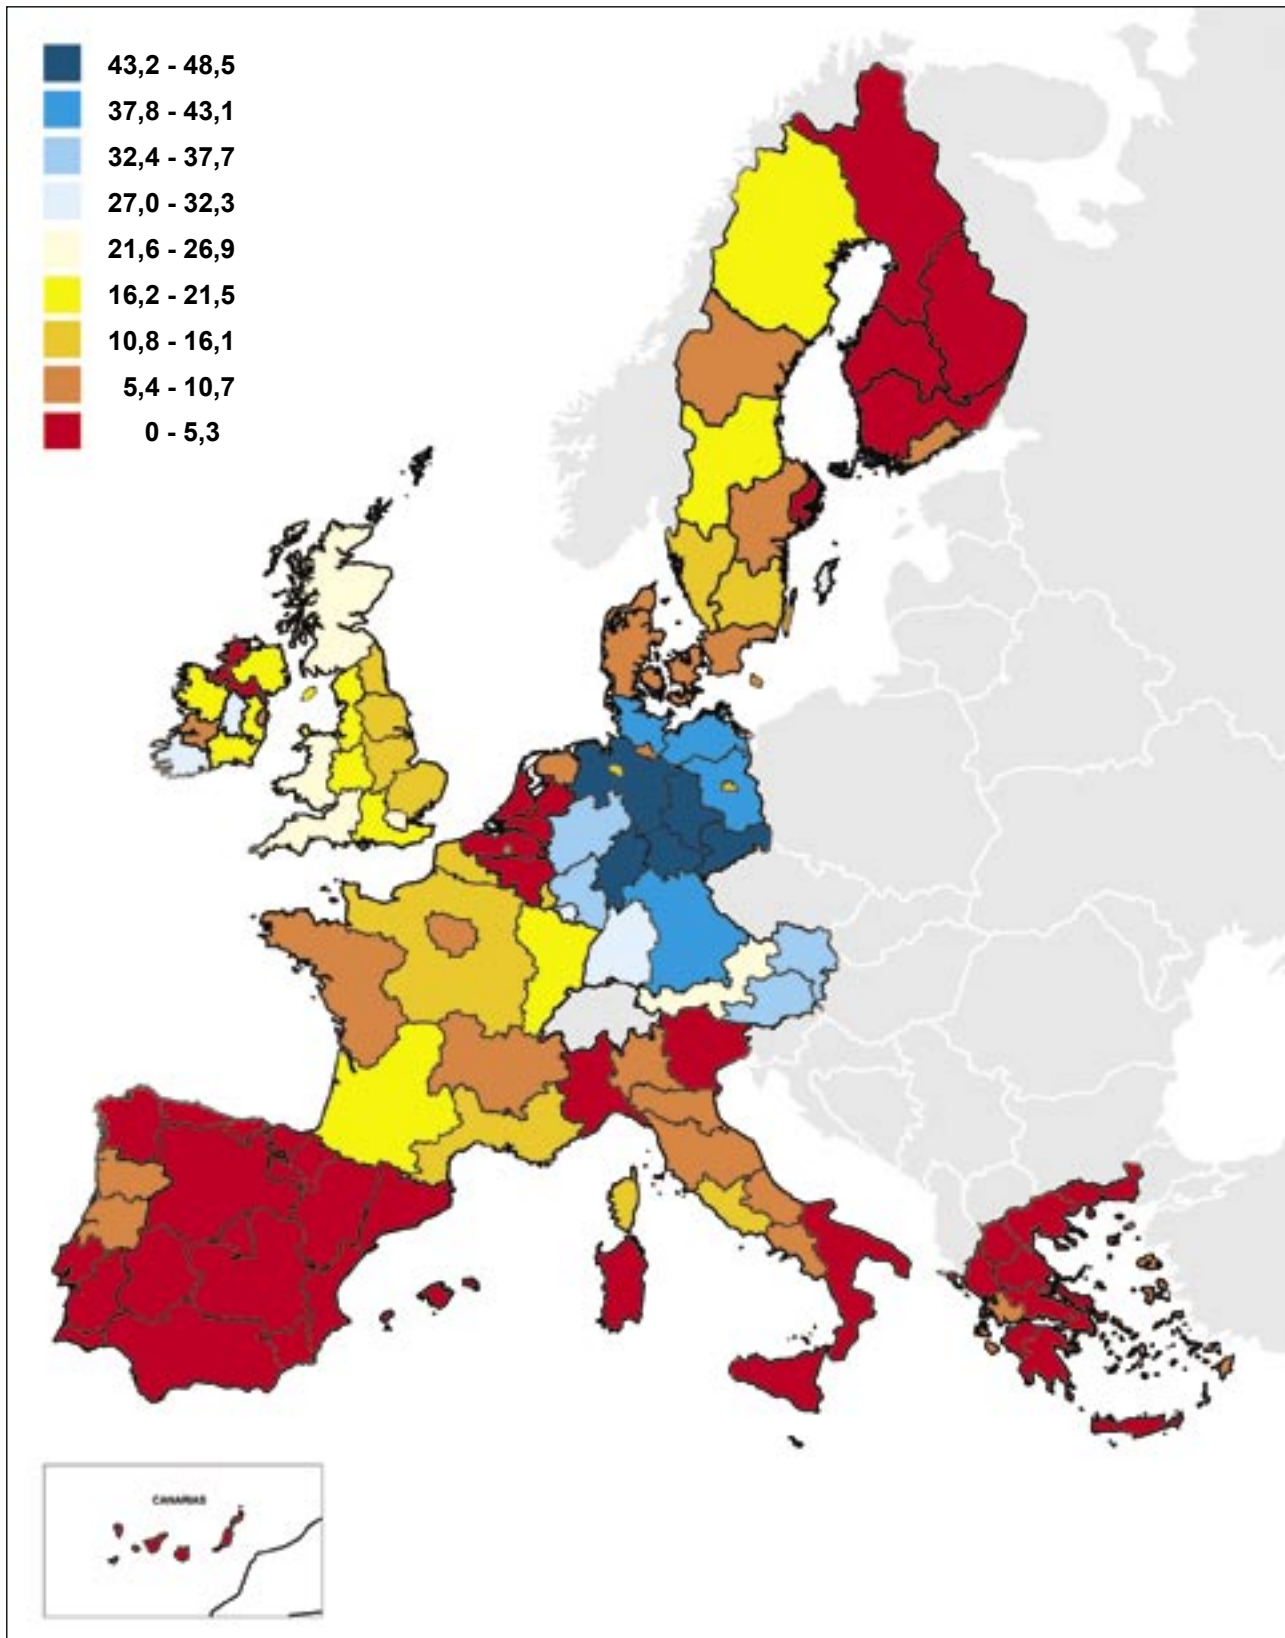 43,2 - 48,5
37,8 - 43,1
32,4 - 37,7
27,0 - 32,3
21,6 - 26,9
16,2 - 21,5
10,8 - 16,1
5,4 - 10,7
0 - 5,3
CANARIAS